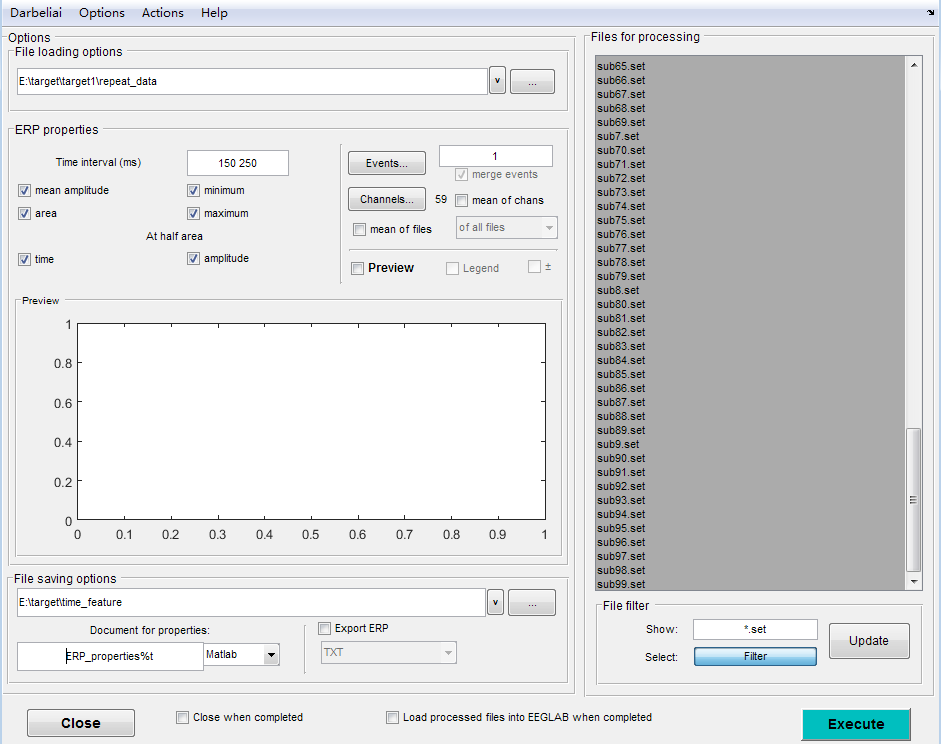 Darbeliai Options Actions Help
Options
File loading options
E:\target\target1\repeat_data
v
...
ERP properties
Time interval (ms)
150 250
mean amplitude
minimum
area
maximum
At half area
time
amplitude
Events...
1
merge events
Channels...
59
mean of chans
mean of files
of all files
Preview
Legend
±
Preview
1
0.8
0.6
0.4
0.2
0
0 0.1 0.2 0.3 0.4 0.5 0.6 0.7 0.8 0.9 1
File saving options
E:\target\time_feature
v
...
Document for properties:
ERP_properties%t
Matlab
Export ERP
TXT
Files for processing
sub65.set
sub66.set
sub67.set
sub68.set
sub69.set
sub7.set
sub70.set
sub71.set
sub72.set
sub73.set
sub74.set
sub75.set
sub76.set
sub77.set
sub78.set
sub79.set
sub8.set
sub80.set
sub81.set
sub82.set
sub83.set
sub84.set
sub85.set
sub86.set
sub87.set
sub88.set
sub89.set
sub9.set
sub90.set
sub91.set
sub92.set
sub93.set
sub94.set
sub95.set
sub96.set
sub97.set
sub98.set
sub99.set
File filter
Show:
*.set
Select:
Filter
Update
Close
Close when completed
Load processed files into EEGLAB when completed
Execute